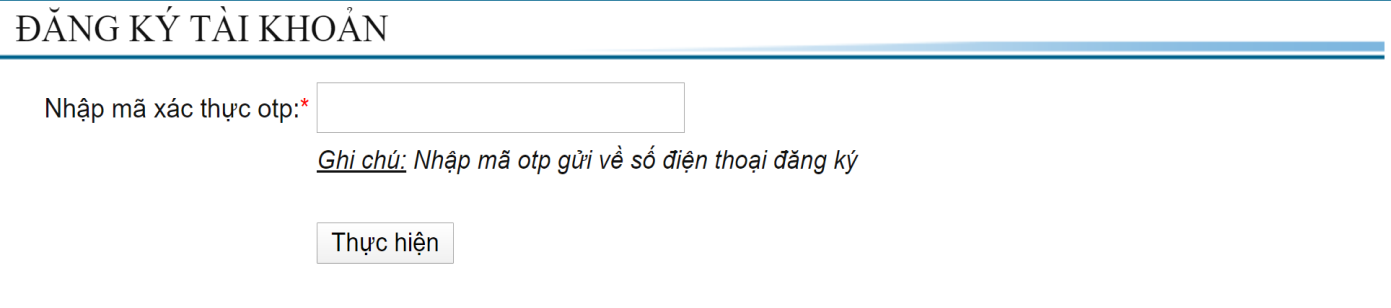 ĐĂNG KÝ TÀI KHOẢN
Nhập mã xác thực otp:*
Ghi chú: Nhập mã otp gửi về số điện thoại đăng ký
Thực hiện